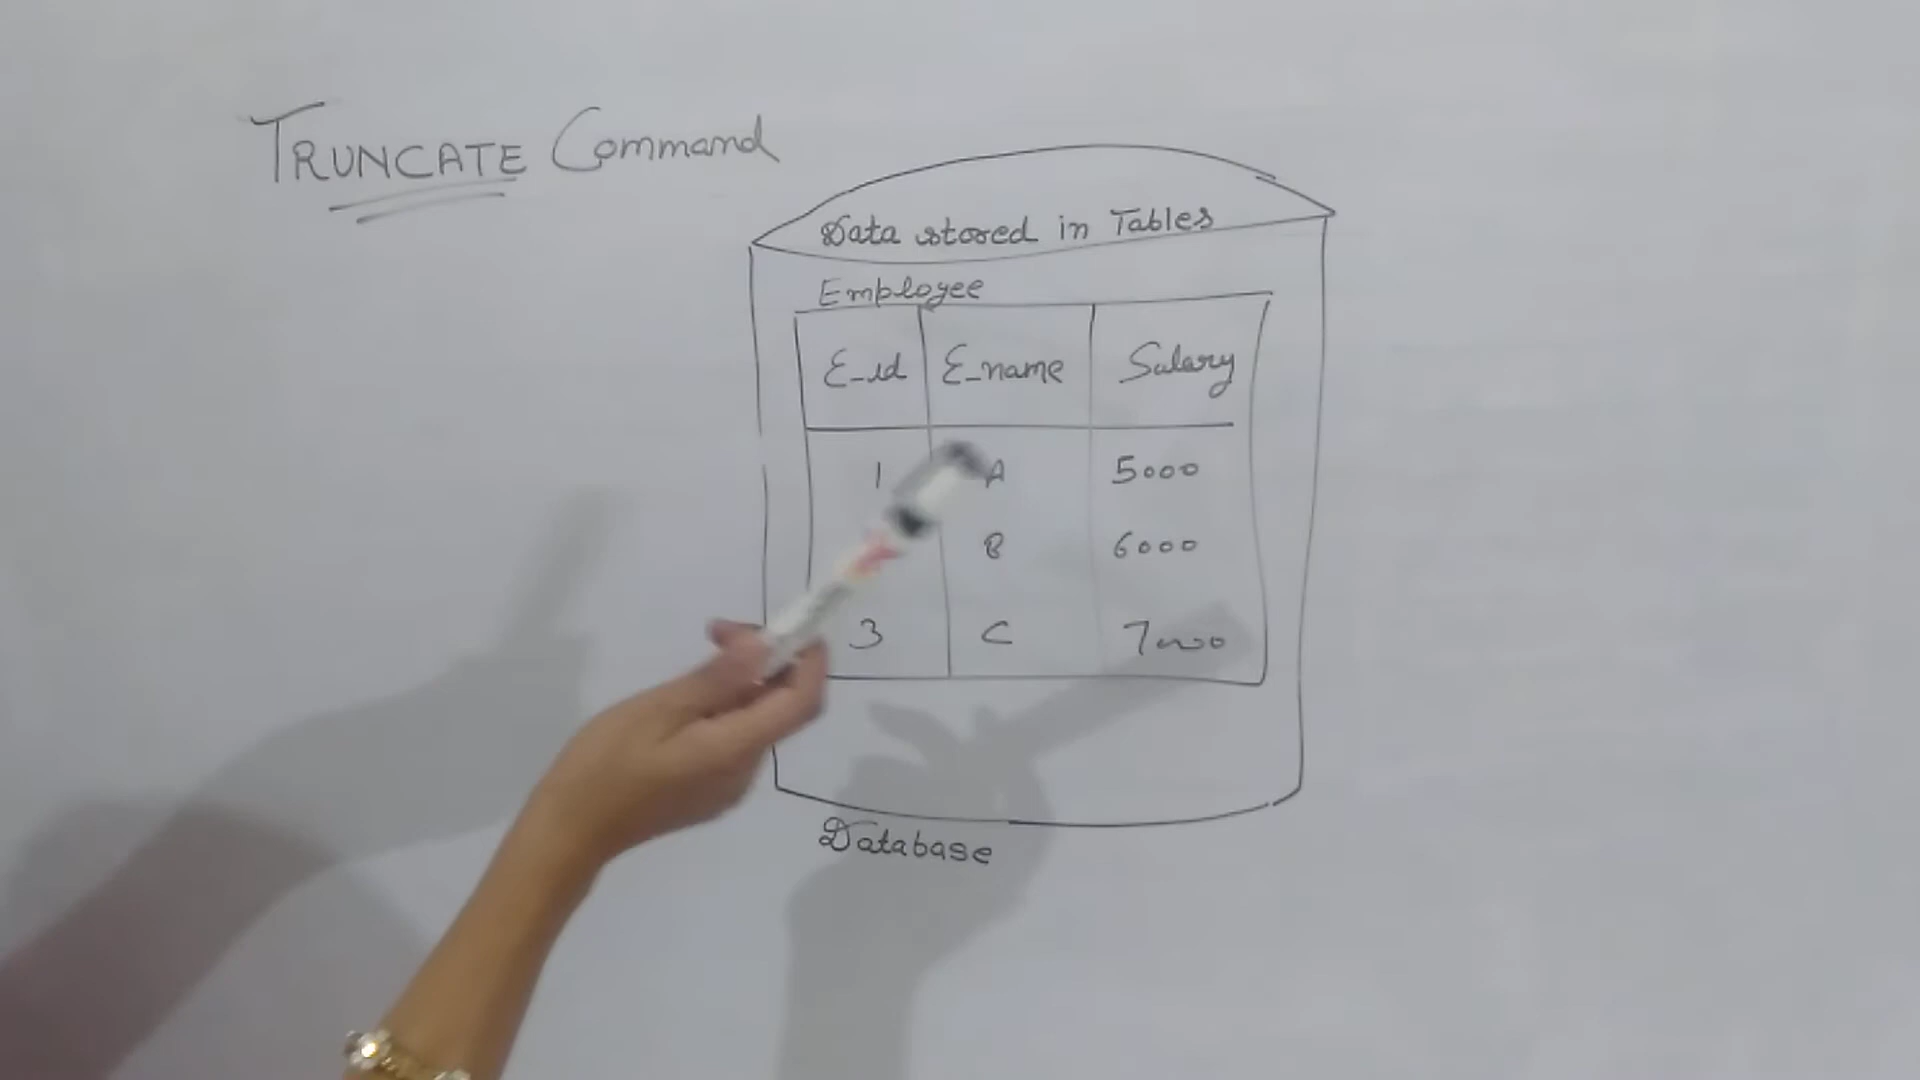 TRUNCATE Command
Data stored in Tables
Employee
E_id E_name Salary
1 A 5000
B 6000
3 C 7000
Database